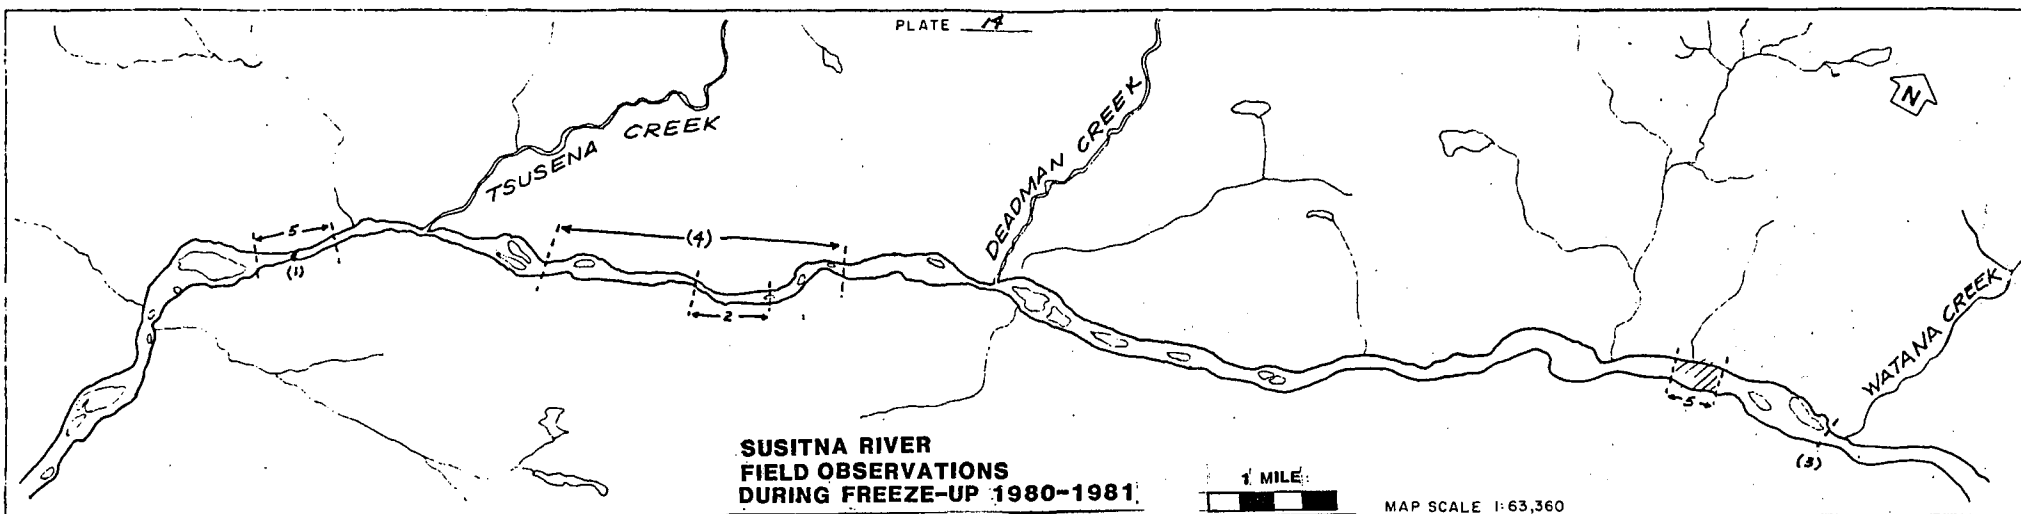 PLATE 14
N
TSUSENA CREEK
DEADMAN CREEK
WATANA CREEK
5
(1)
(4)
2
5
(3)
SUSITNA RIVER
FIELD OBSERVATIONS
DURING FREEZE-UP 1980-1981
1 MILE
MAP SCALE 1:63,360